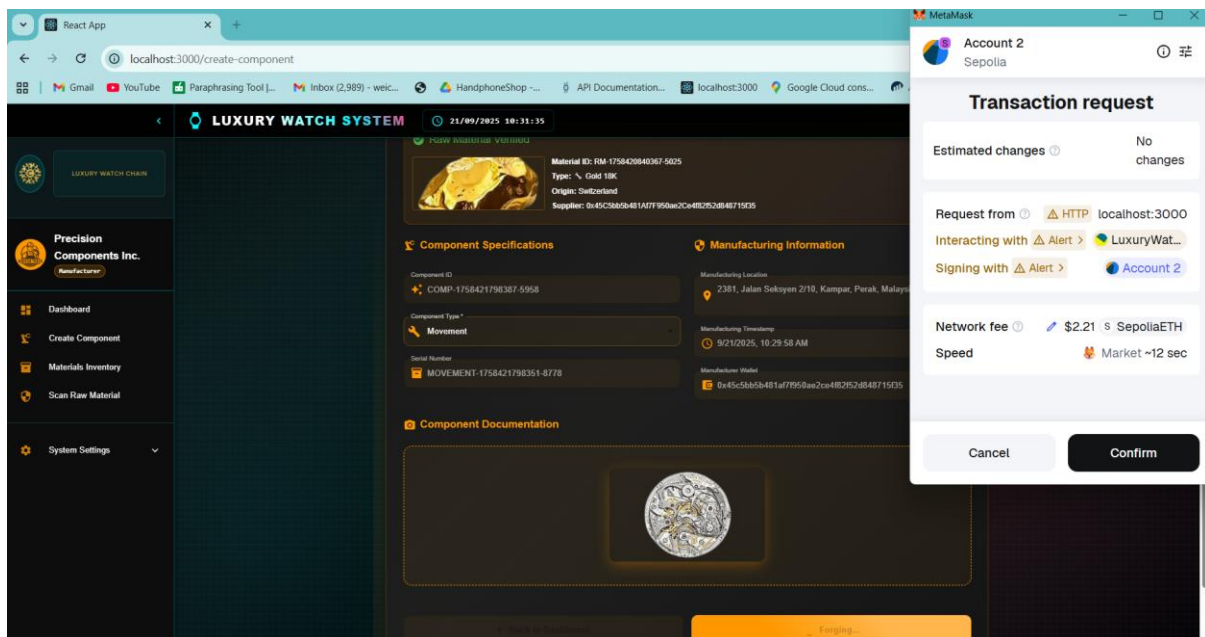 React App
localhost:3000/create-component
Gmail
YouTube
Paraphrasing Tool |...
Inbox (2,989) - weic...
HandphoneShop -...
API Documentation...
localhost:3000
Google Cloud cons...
LUXURY WATCH SYSTEM
21/09/2025 10:31:35
LUXURY WATCH CHAIN
Precision
Components Inc.
Manufacturer
Dashboard
Create Component
Materials Inventory
Scan Raw Material
System Settings
Raw Material Verified
Material ID: RM-1758420840367-5025
Type: Gold 18K
Origin: Switzerland
Component Specifications
Component ID
COMP-1758421798387-5958
Component Type *
Movement
Serial Number
MOVEMENT-1758421798351-8778
Manufacturing Information
Manufacturing Location
2381, Jalan Seksyen 2/10, Kampar, Perak, Malaysi
Manufacturing Timestamp
9/21/2025, 10:29:58 AM
Manufacturer Wallet
Component Documentation
Forging...
MetaMask
Account 2
Sepolia
Transaction request
Estimated changes
No
changes
Request from HTTP localhost:3000
Interacting with Alert > LuxuryWat...
Signing with Alert > Account 2
Network fee $2.21 S SepoliaETH
Speed Market ~12 sec
Cancel
Confirm